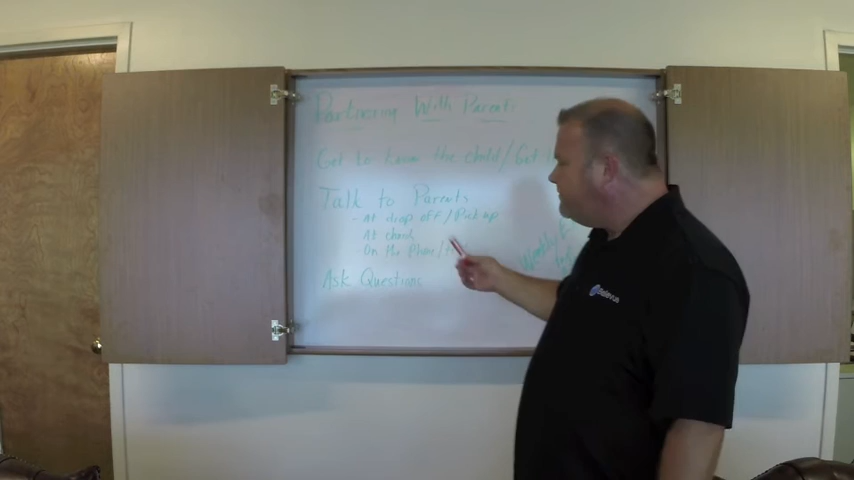 Partnering With Parents
Get to know the child/Get
Talk to Parents
- At drop off/Pick up
At church
- On the Phone/
Weekly
Ask Questions